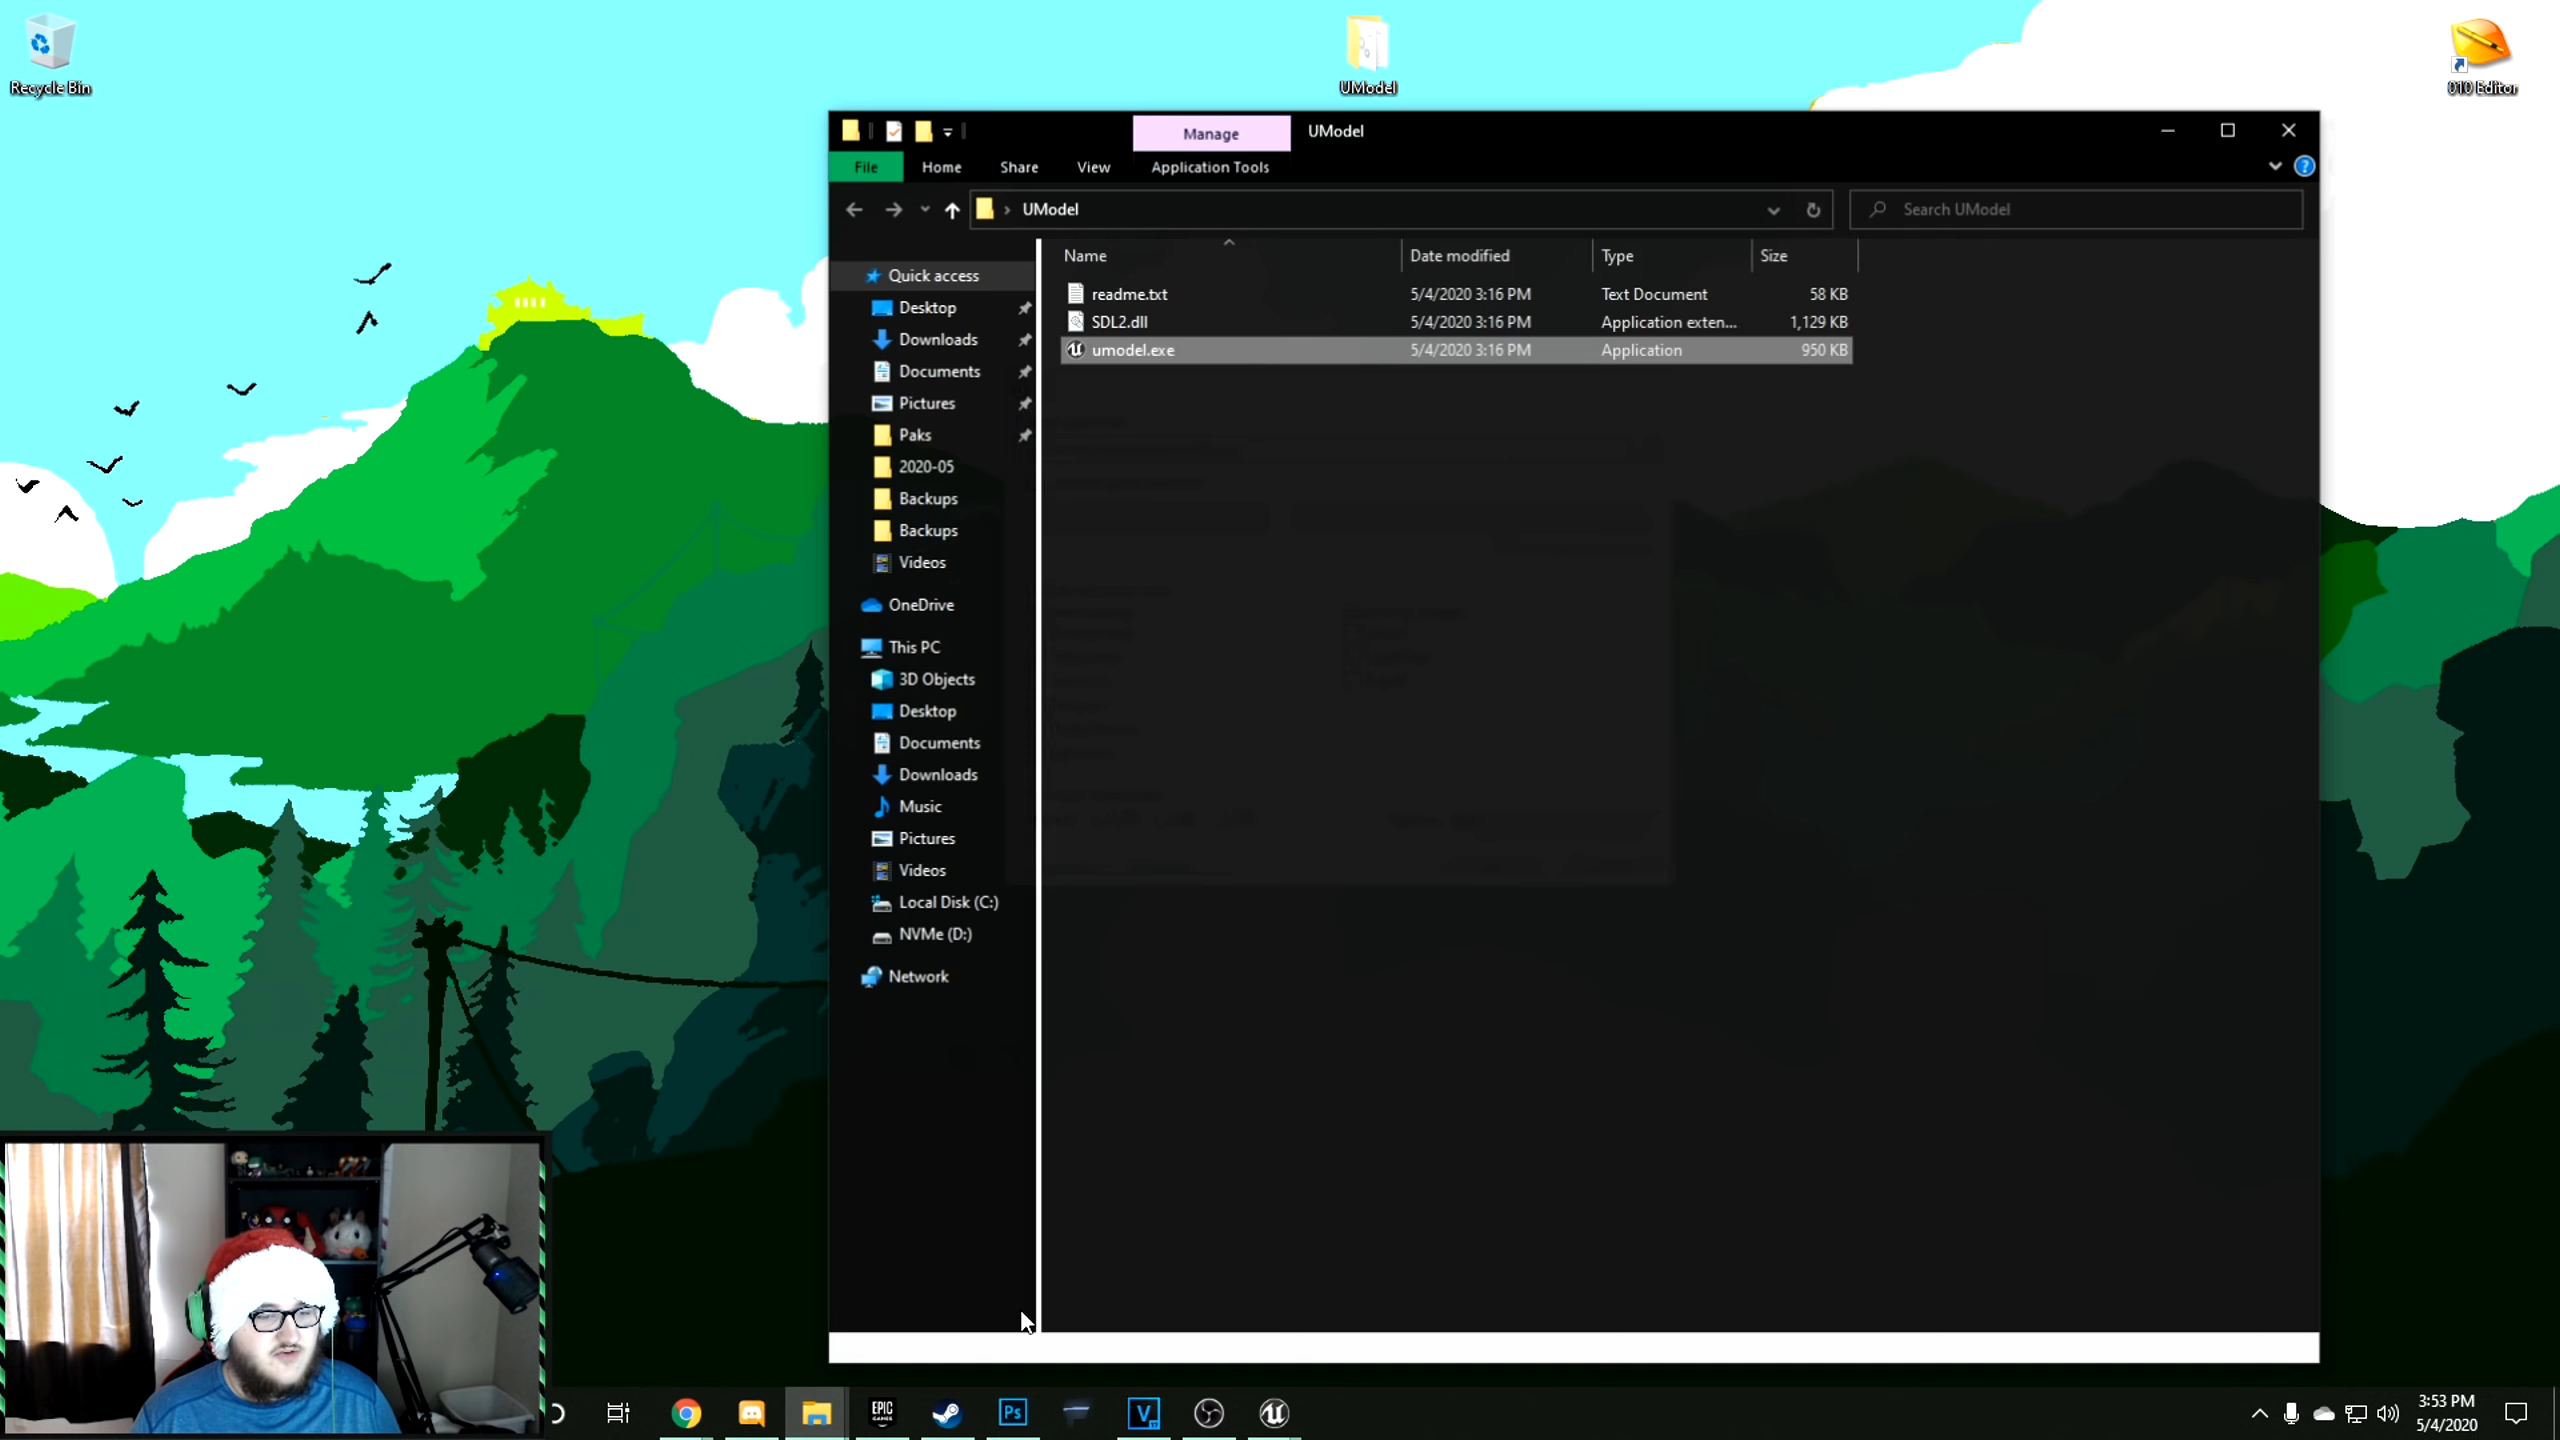 Recycle Bin
UModel
010 Editor
Manage
UModel
File
Home
Share
View
Application Tools
UModel
Search UModel
Name
Date modified
Type
Size
readme.txt
5/4/2020 3:16 PM
Text Document
58 KB
SDL2.dll
5/4/2020 3:16 PM
Application exten...
1,129 KB
umodel.exe
5/4/2020 3:16 PM
Application
950 KB
Quick access
Desktop
Downloads
Documents
Pictures
Paks
2020-05
Backups
Backups
Videos
OneDrive
This PC
3D Objects
Desktop
Documents
Downloads
Music
Pictures
Videos
Local Disk (C:)
NVMe (D:)
Network
EPIC
GAMES
Ps
V
3:53 PM
5/4/2020